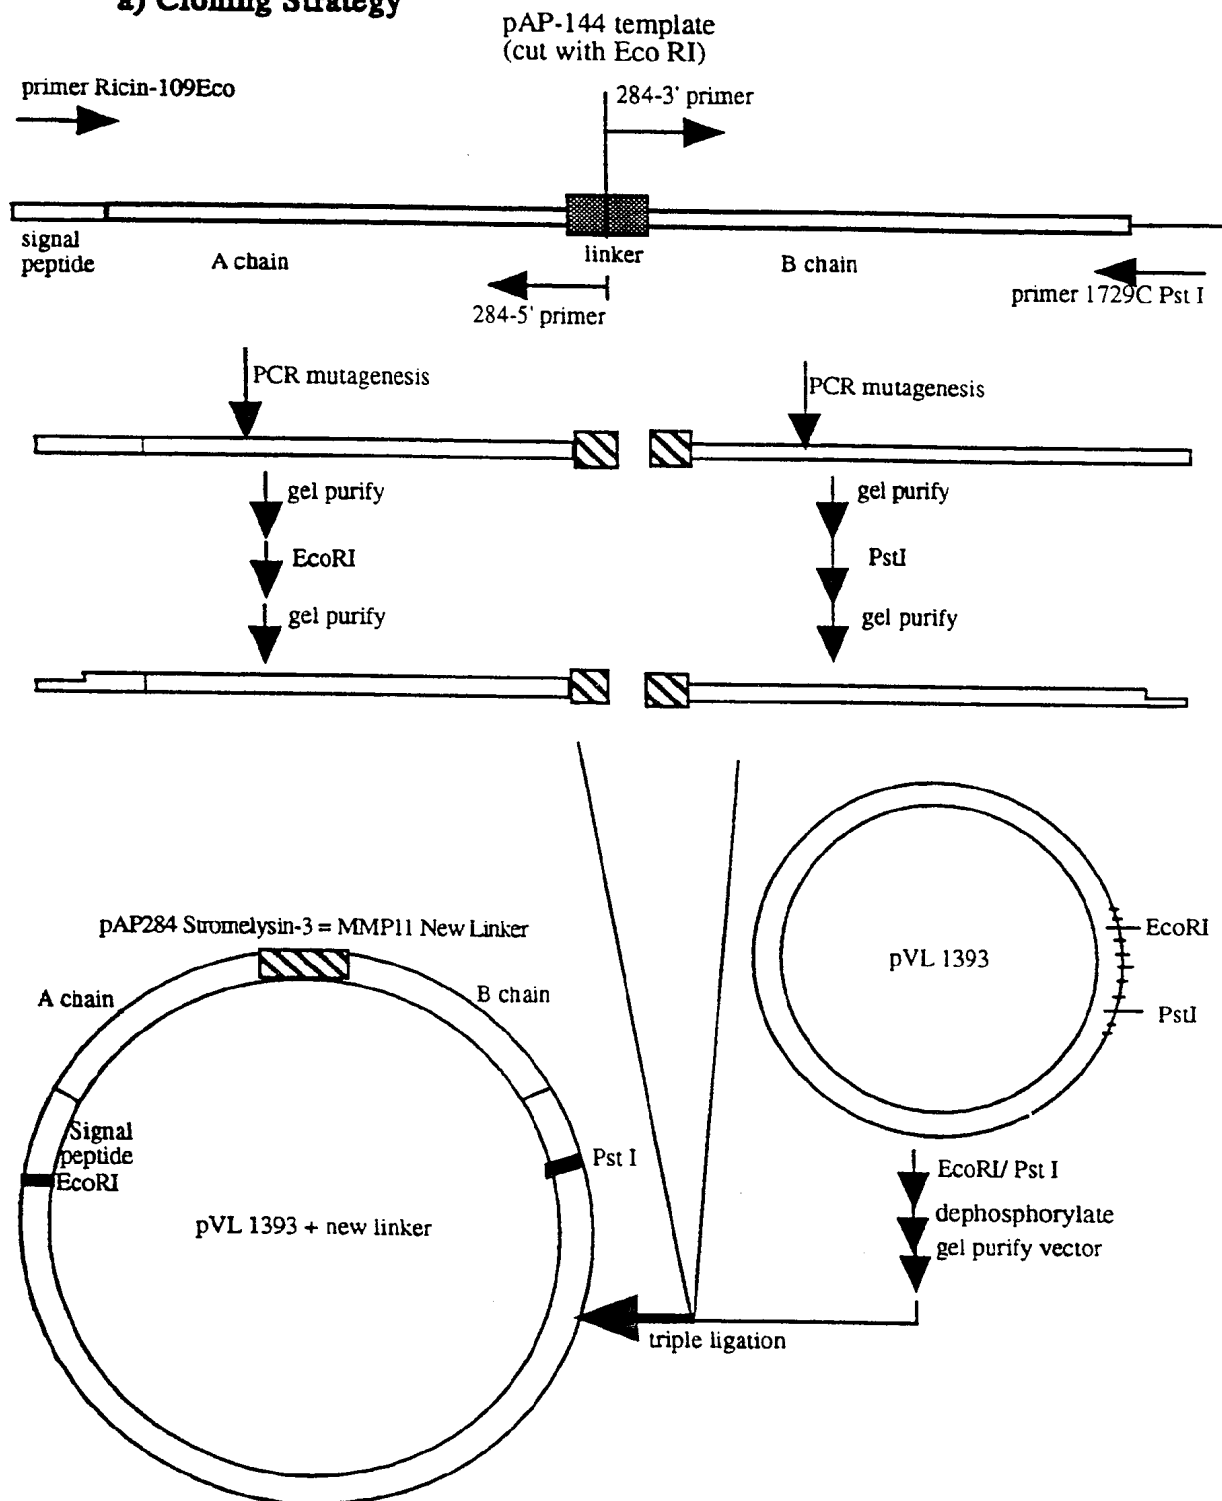 a) Cloning Strategy
pAP-144 template
(cut with Eco RI)
primer Ricin-109Eco
284-3' primer
signal
peptide
A chain
linker
B chain
284-5' primer
primer 1729C Pst I
PCR mutagenesis
PCR mutagenesis
gel purify
gel purify
EcoRI
PstI
gel purify
gel purify
pAP284 Stromelysin-3 = MMP11 New Linker
A chain
B chain
EcoRI
pVL 1393
PstI
Signal
peptide
EcoRI
Pst I
pVL 1393 + new linker
EcoRI/ Pst I
dephosphorylate
gel purify vector
triple ligation